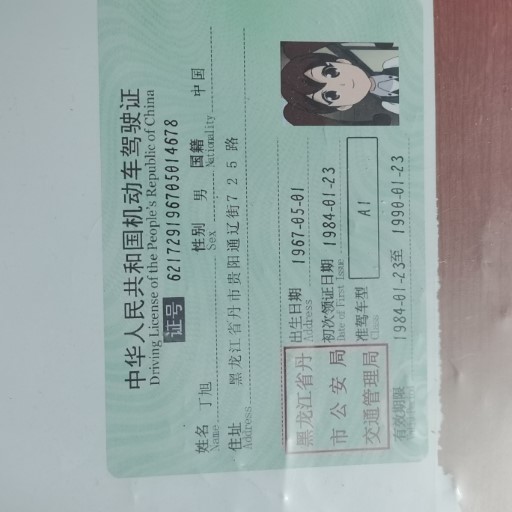 中华人民共和国机动车驾驶证
Driving License of the People's Republic of China
证号 621729196705014678
姓名 丁旭 性别 男 国籍 中国
Name Sex Nationality
住址 黑龙江省丹市贵阳通辽街725路
Address
出生日期 1967-05-01
Address
初次领证日期 1984-01-23
Date of First Issue
准驾车型 A1
Class
有效期限 1984-01-23至 1990-01-23
黑龙江省丹
市公安局
交通管理局